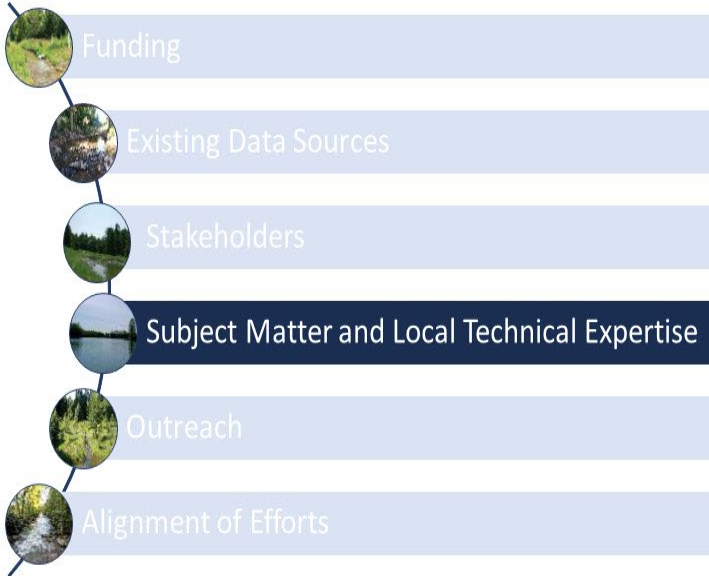 Funding
Existing Data Sources
Stakeholders
Subject Matter and Local Technical Expertise
Outreach
Alignment of Efforts